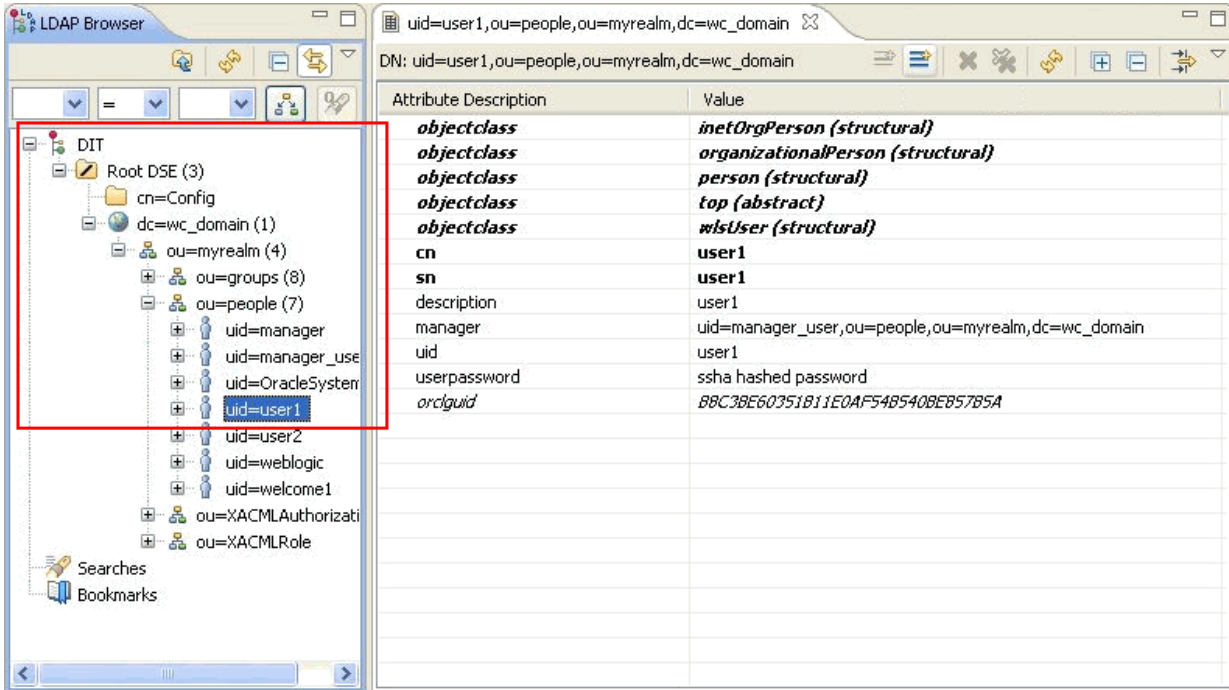 LDAP Browser
=
DIT
Root DSE (3)
cn=Config
dc=wc_domain (1)
ou=myrealm (4)
ou=groups (8)
ou=people (7)
uid=manager
uid=manager_use
uid=OracleSystem
uid=user1
uid=user2
uid=weblogic
uid=welcome1
ou=XACMLAuthorizati
ou=XACMLRole
Searches
Bookmarks
uid=user1,ou=people,ou=myrealm,dc=wc_domain
DN: uid=user1,ou=people,ou=myrealm,dc=wc_domain
Attribute Description Value
objectclass inetOrgPerson (structural)
objectclass organizationalPerson (structural)
objectclass person (structural)
objectclass top (abstract)
objectclass wlsUser (structural)
cn user1
sn user1
description user1
manager uid=manager_user,ou=people,ou=myrealm,dc=wc_domain
uid user1
userpassword ssha hashed password
orclguid